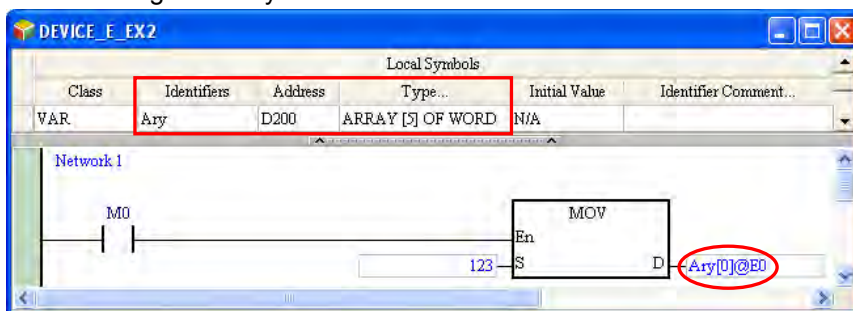 DEVICE_E_EX2
Local Symbols
Class Identifiers Address Type... Initial Value Identifier Comment...
VAR Ary D200 ARRAY [5] OF WORD N/A
Network 1
M0 MOV
En
123 S D Ary[0]@E0